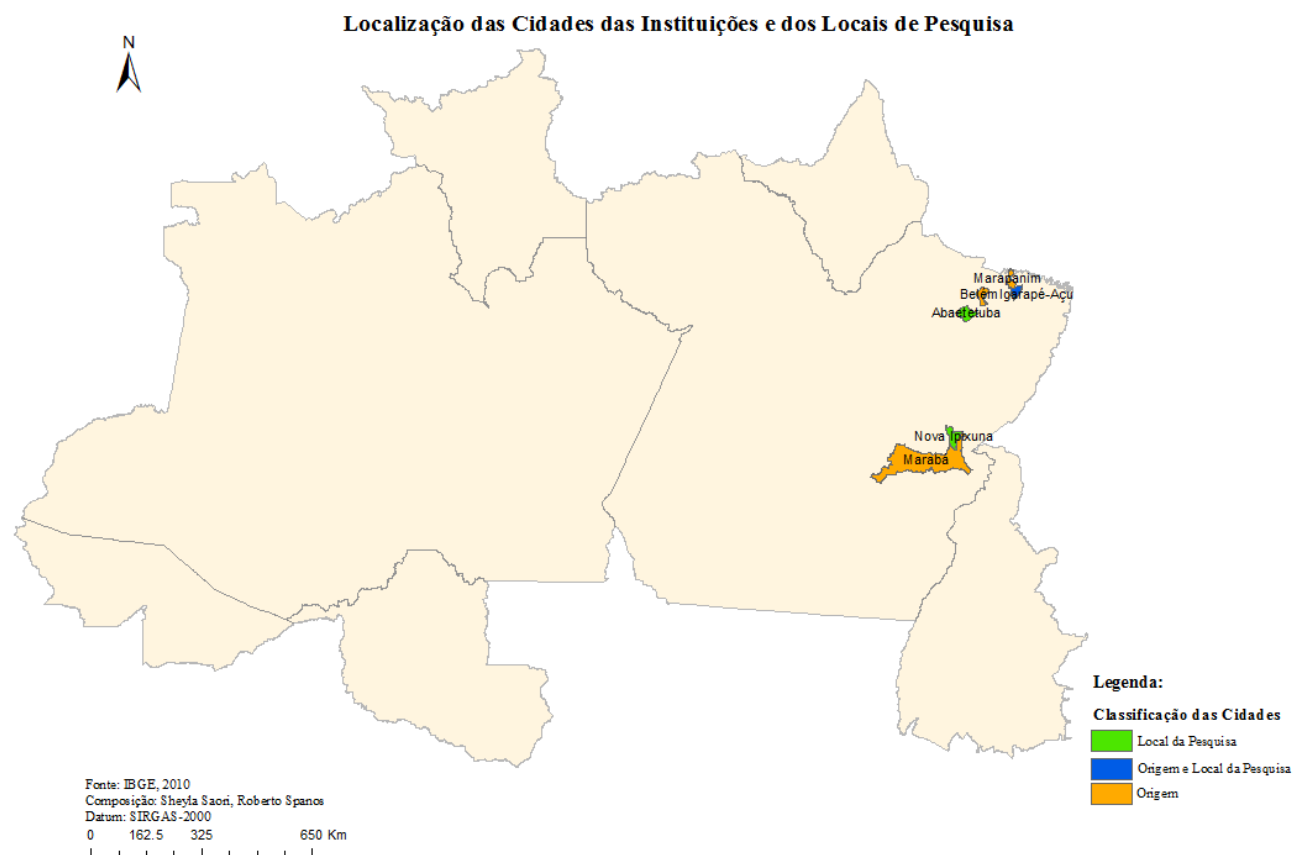 Localização das Cidades das Instituições e dos Locais de Pesquisa
N
Marapanim
Belém Igarapé-Açu
Abaetetuba
Nova Ipixuna
Marabá
Legenda:
Classificação das Cidades
Local da Pesquisa
Origem e Local da Pesquisa
Origem
Fonte: IBGE, 2010
Composição: Sheyla Saori, Roberto Spanos
Datum: SIRGAS-2000
0 162.5 325 650 Km